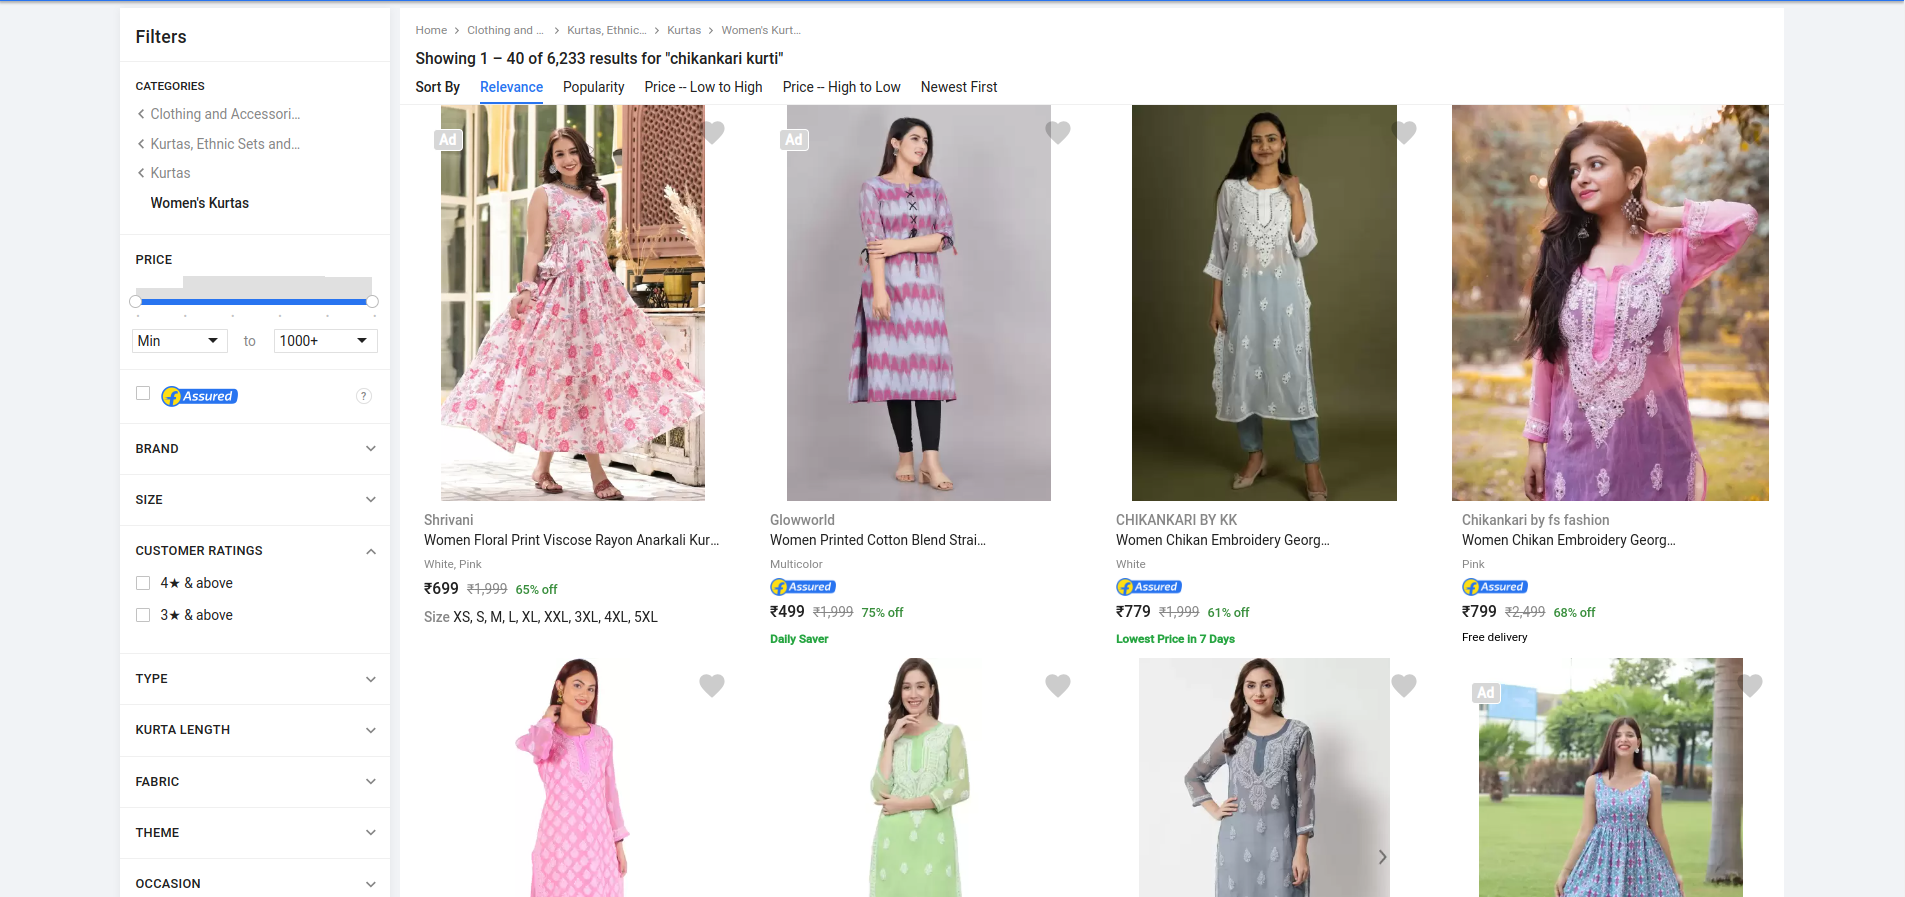 Filters
CATEGORIES
Clothing and Accessori...
Kurtas, Ethnic Sets and...
Kurtas
Women's Kurtas
PRICE
Min to 1000+
Assured ?
BRAND
SIZE
CUSTOMER RATINGS
4★ & above
3★ & above
TYPE
KURTA LENGTH
FABRIC
THEME
OCCASION
Home > Clothing and ... > Kurtas, Ethnic... > Kurtas > Women's Kurt...
Showing 1 – 40 of 6,233 results for "chikankari kurti"
Sort By Relevance Popularity Price -- Low to High Price -- High to Low Newest First
Ad
Shrivani
Women Floral Print Viscose Rayon Anarkali Kur...
White, Pink
₹699 ₹1,999 65% off
Size XS, S, M, L, XL, XXL, 3XL, 4XL, 5XL
Ad
Glowworld
Women Printed Cotton Blend Strai...
Multicolor
Assured
₹499 ₹1,999 75% off
Daily Saver
CHIKANKARI BY KK
Women Chikan Embroidery Georg...
White
Assured
₹779 ₹1,999 61% off
Lowest Price in 7 Days
Chikankari by fs fashion
Women Chikan Embroidery Georg...
Pink
Assured
₹799 ₹2,499 68% off
Free delivery
Ad